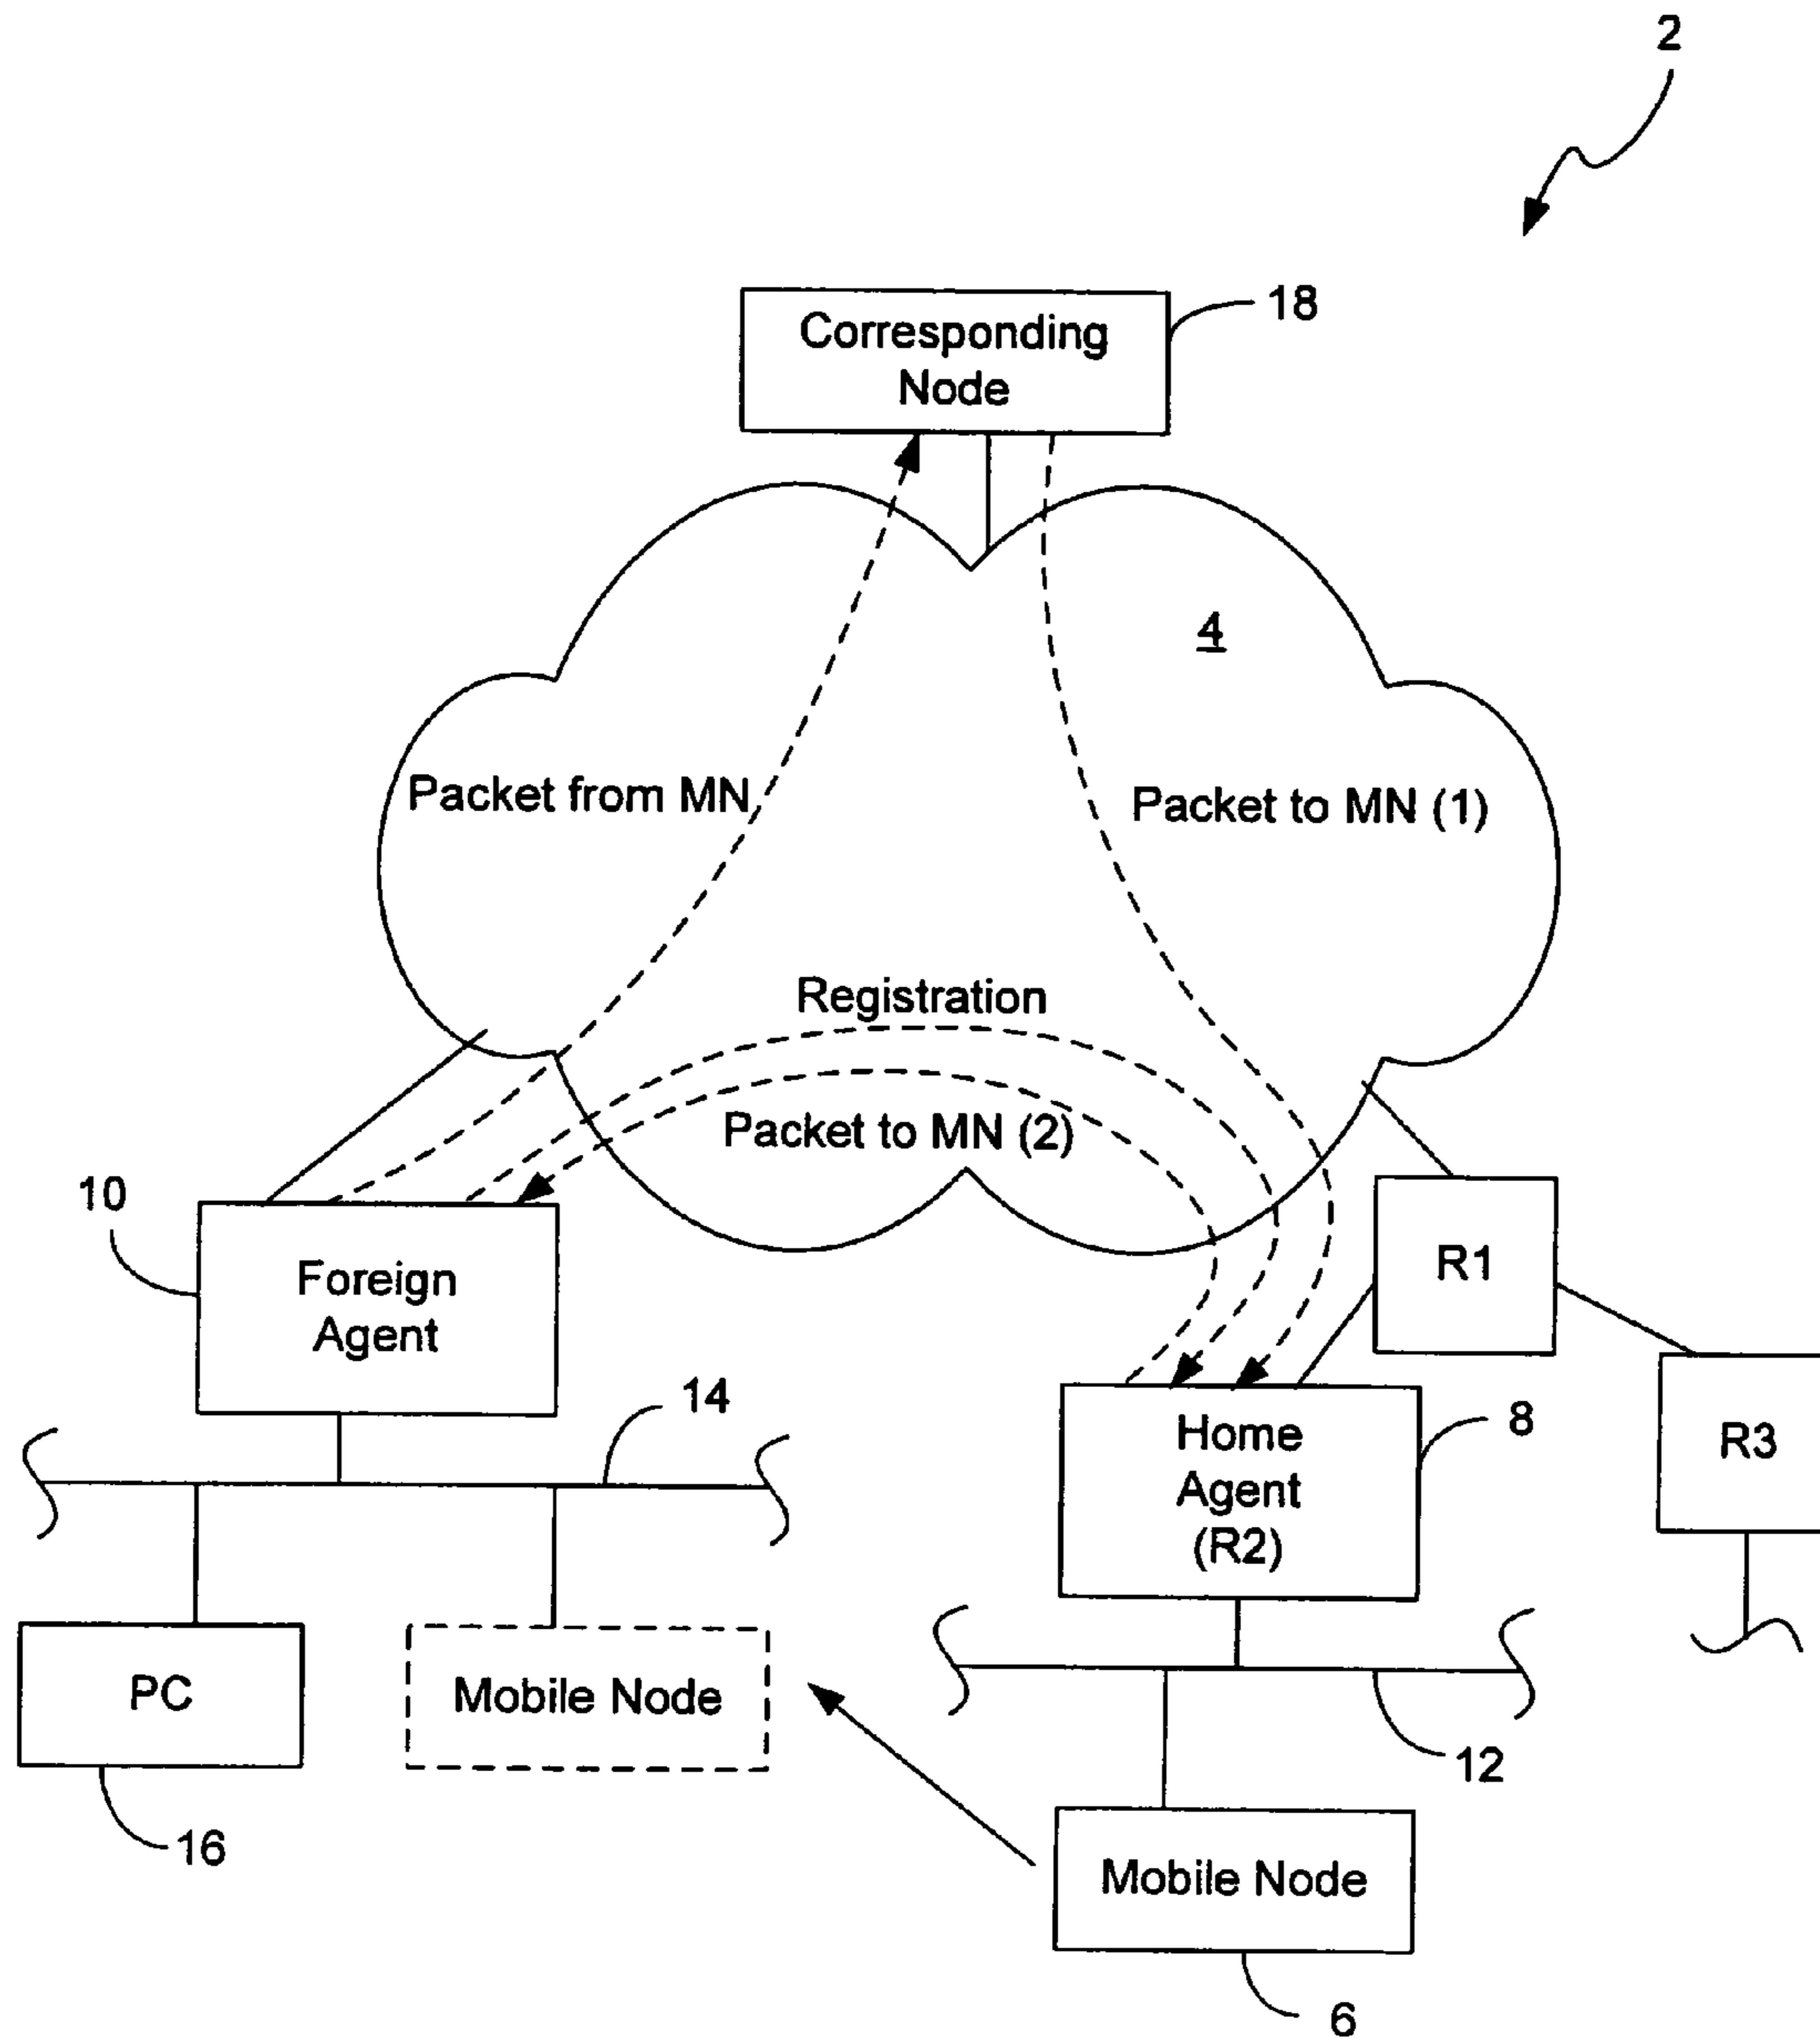 2
Corresponding
Node
18
4
Packet from MN
Packet to MN (1)
Registration
Packet to MN (2)
10
Foreign
Agent
R1
14
Home
Agent
(R2)
8
R3
PC
Mobile Node
12
16
Mobile Node
6